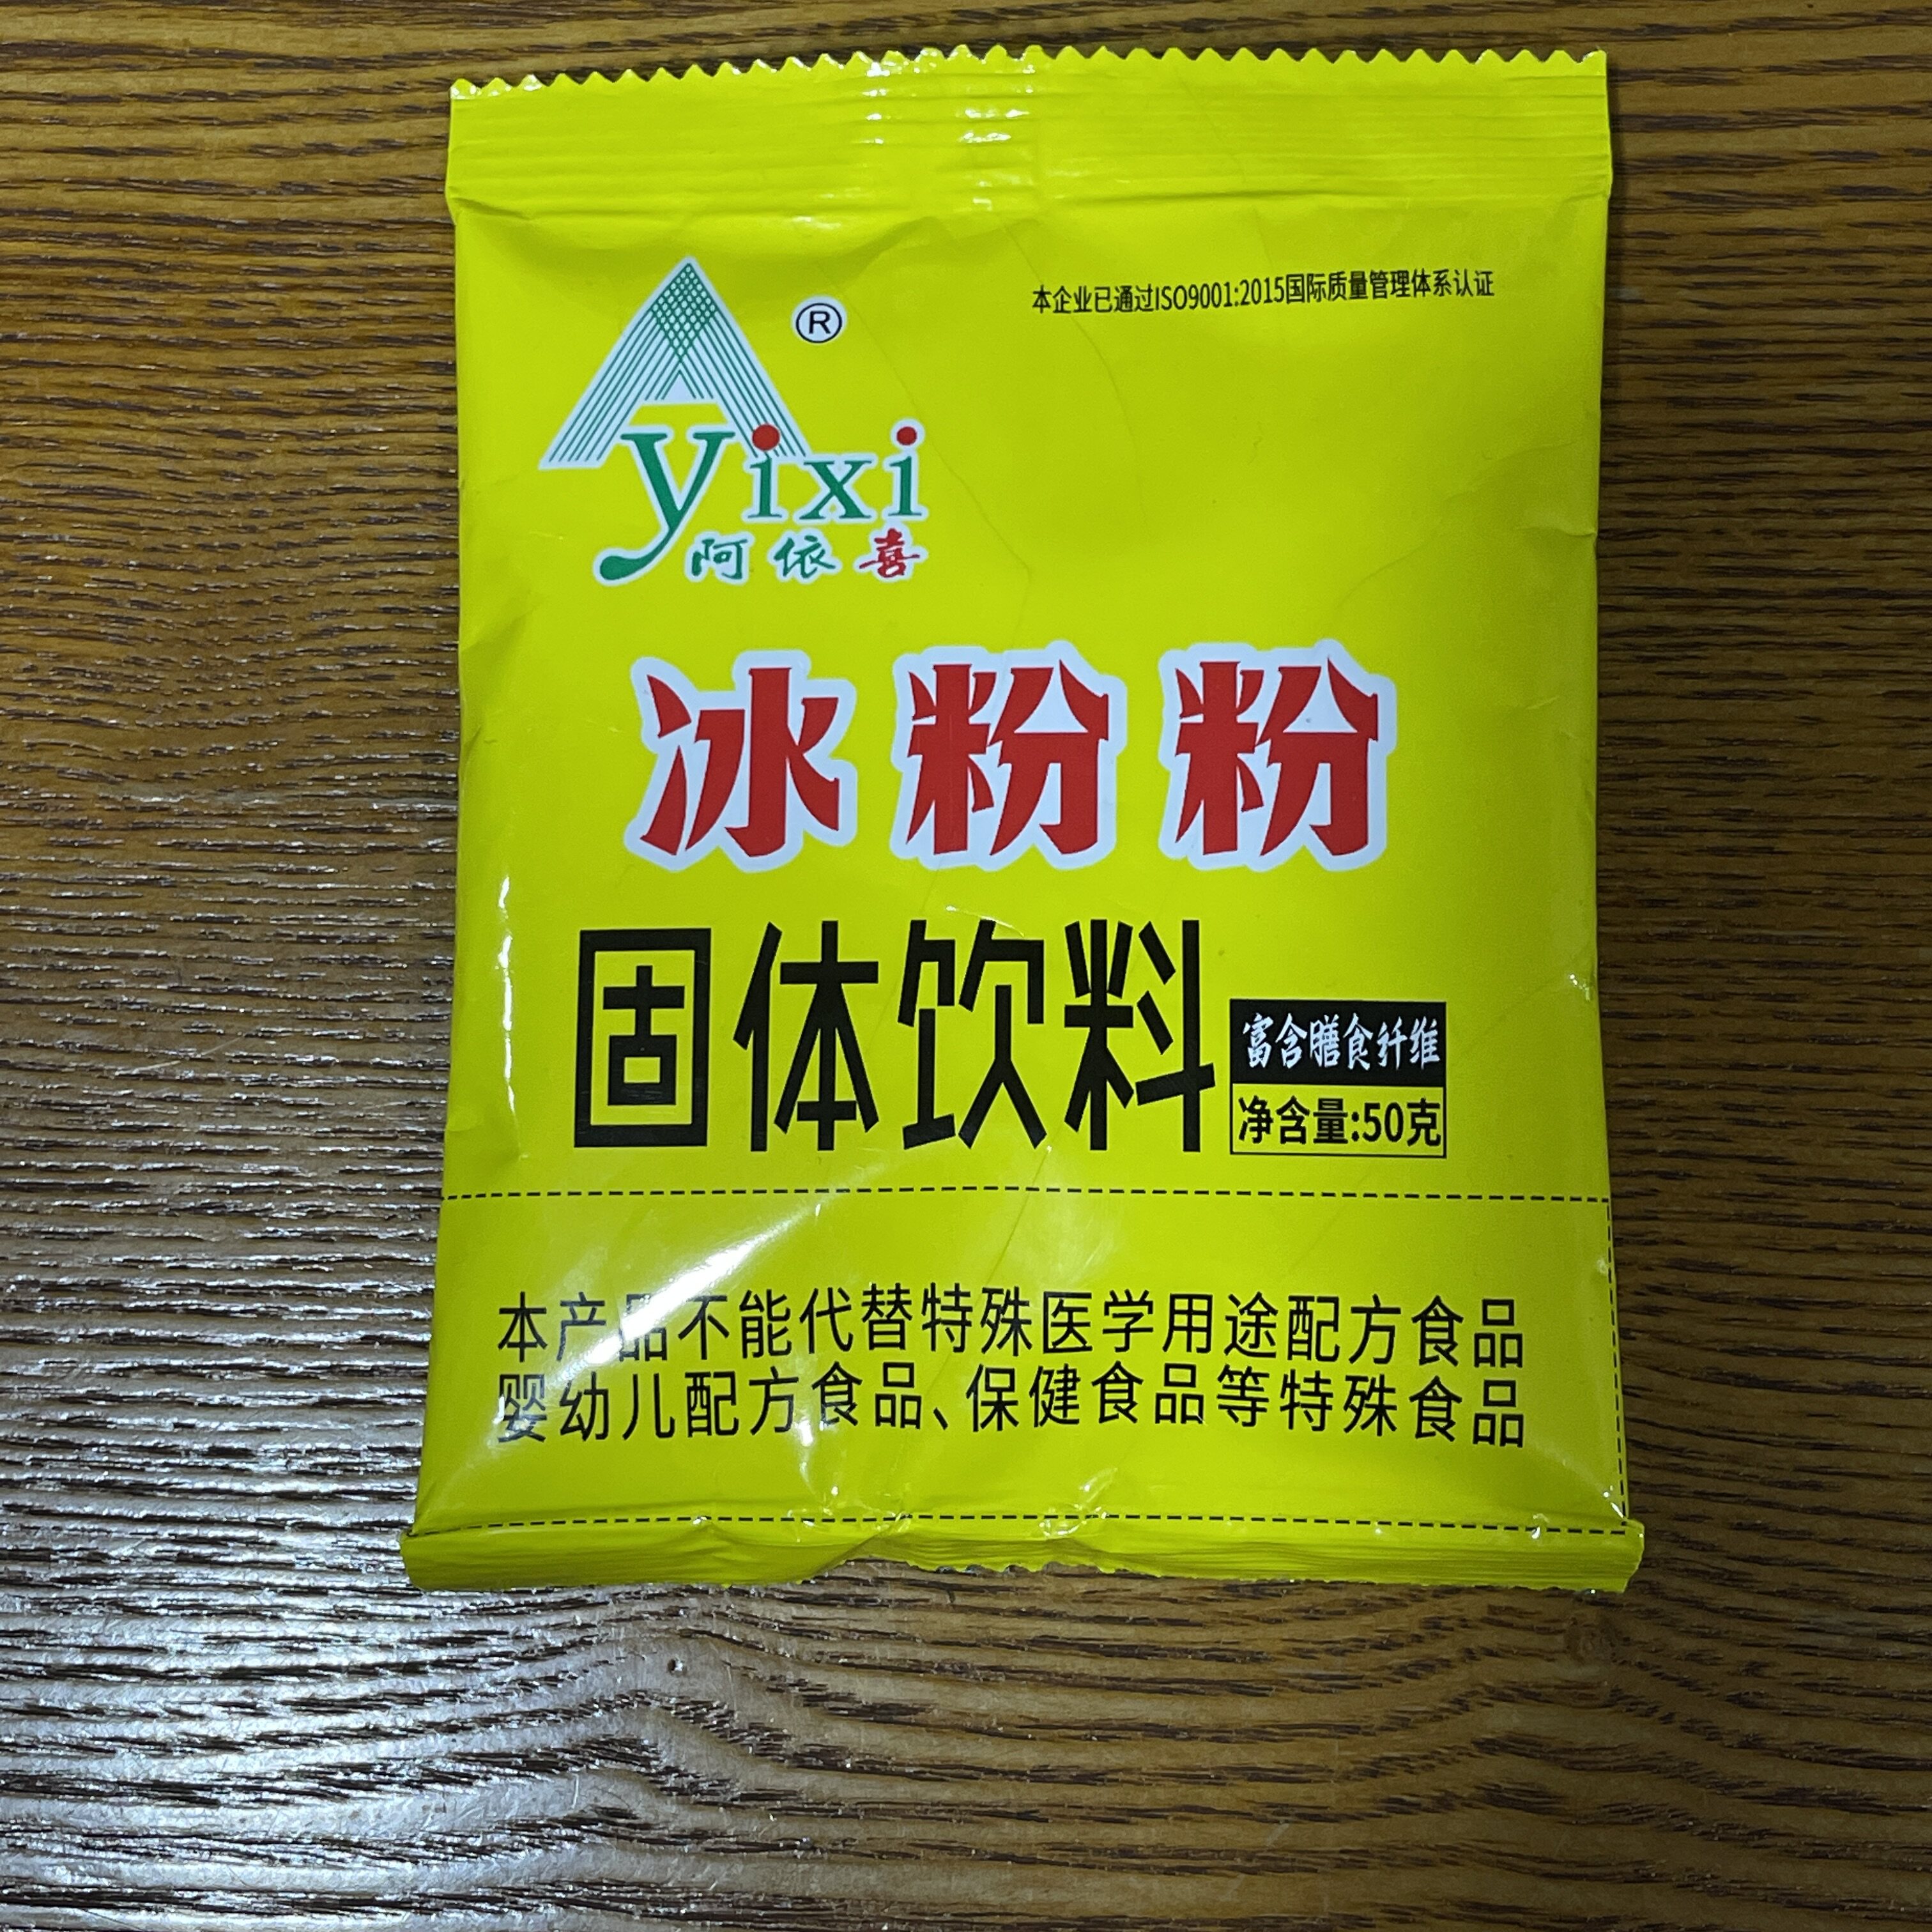 本企业已通过ISO9001:2015国际质量管理体系认证
Ayixi®
阿依喜
冰粉粉
固体饮料
富含膳食纤维
净含量:50克
本产品不能代替特殊医学用途配方食品
婴幼儿配方食品、保健食品等特殊食品